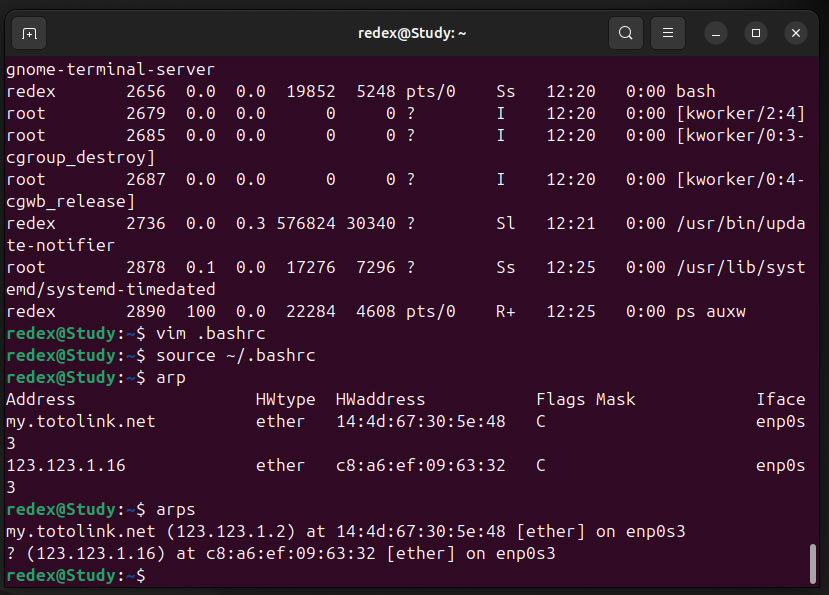 redex@Study: ~
gnome-terminal-server
redex 2656 0.0 0.0 19852 5248 pts/0 Ss 12:20 0:00 bash
root 2679 0.0 0.0 0 0 ? I 12:20 0:00 [kworker/2:4]
root 2685 0.0 0.0 0 0 ? I 12:20 0:00 [kworker/0:3-
cgroup_destroy]
root 2687 0.0 0.0 0 0 ? I 12:20 0:00 [kworker/0:4-
cgwb_release]
redex 2736 0.0 0.3 576824 30340 ? Sl 12:21 0:00 /usr/bin/upda
te-notifier
root 2878 0.1 0.0 17276 7296 ? Ss 12:25 0:00 /usr/lib/syst
emd/systemd-timedated
redex 2890 100 0.0 22284 4608 pts/0 R+ 12:25 0:00 ps auxw
redex@Study:~$ vim .bashrc
redex@Study:~$ source ~/.bashrc
redex@Study:~$ arp
Address HWtype HWaddress Flags Mask Iface
my.totolink.net ether 14:4d:67:30:5e:48 C enp0s
3
123.123.1.16 ether c8:a6:ef:09:63:32 C enp0s
3
redex@Study:~$ arps
my.totolink.net (123.123.1.2) at 14:4d:67:30:5e:48 [ether] on enp0s3
? (123.123.1.16) at c8:a6:ef:09:63:32 [ether] on enp0s3
redex@Study:~$